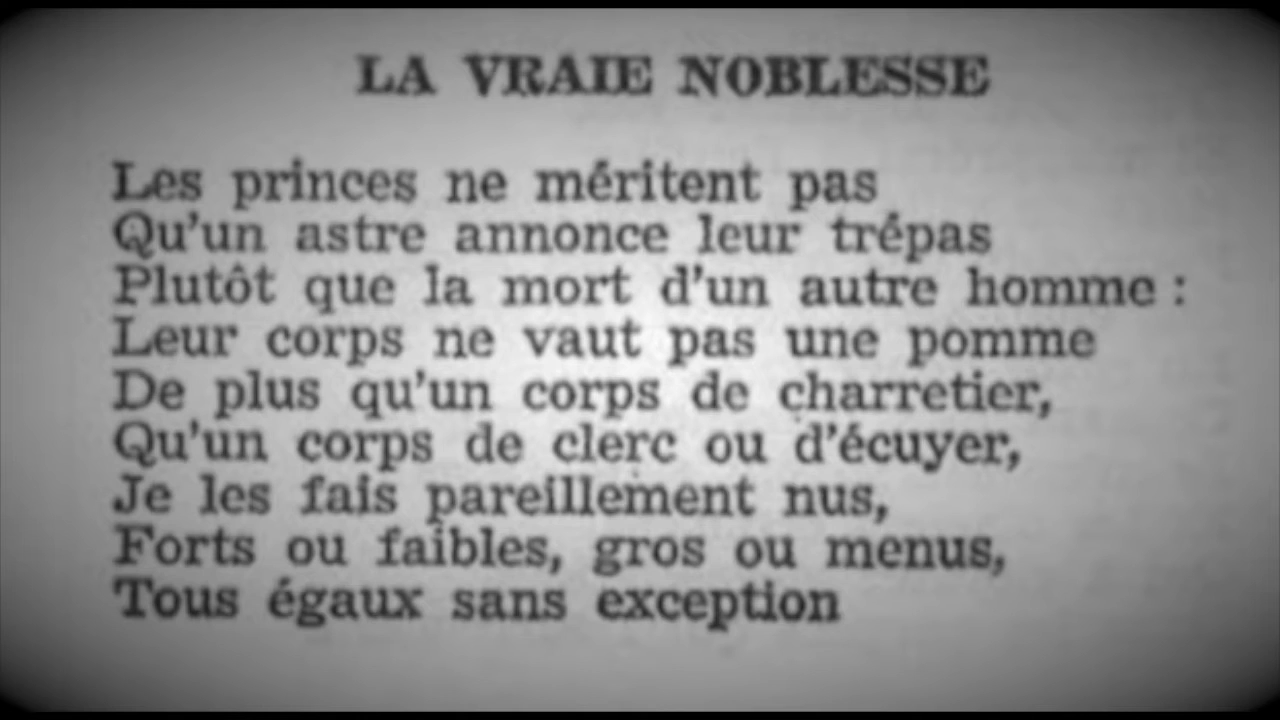 LA VRAIE NOBLESSE
Les princes ne méritent pas
Qu'un astre annonce leur trépas
Plutôt que la mort d'un autre homme :
Leur corps ne vaut pas une pomme
De plus qu'un corps de charretier,
Qu'un corps de clerc ou d'écuyer,
Je les fais pareillement nus,
Forts ou faibles, gros ou menus,
Tous égaux sans exception